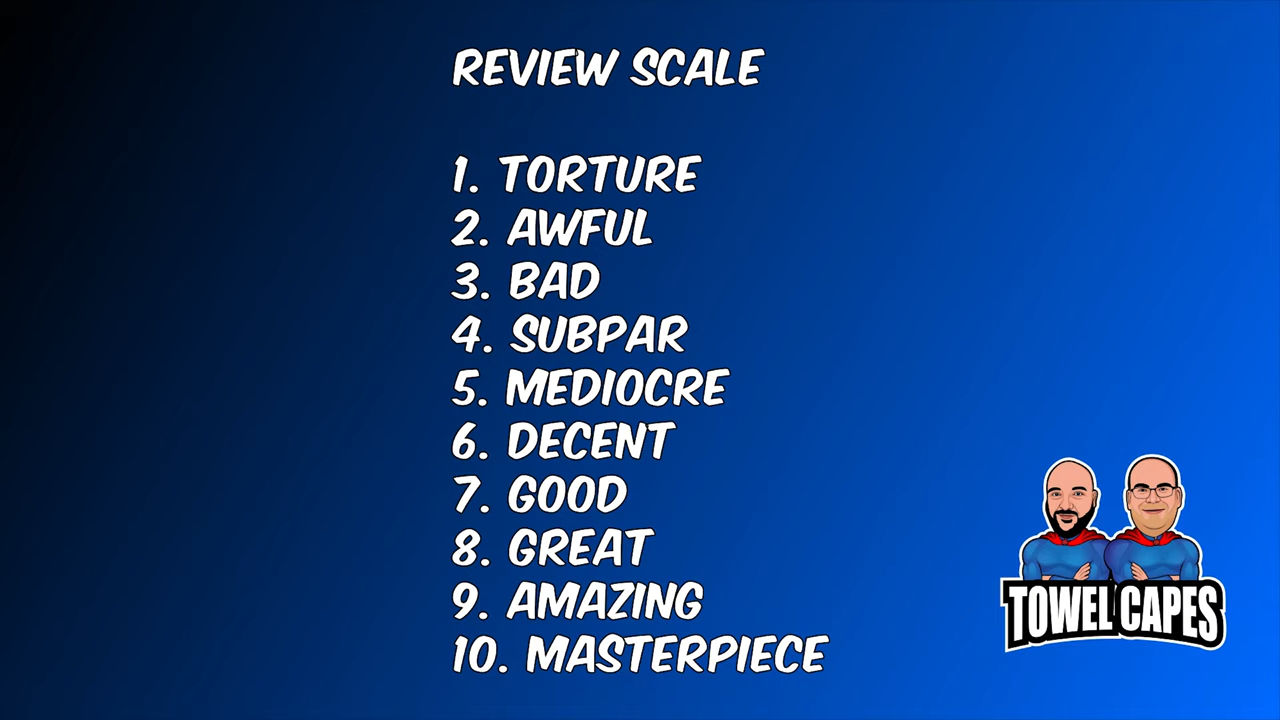 REVIEW SCALE
1. TORTURE
2. AWFUL
3. BAD
4. SUBPAR
5. MEDIOCRE
6. DECENT
7. GOOD
8. GREAT
9. AMAZING
10. MASTERPIECE
TOWEL CAPES